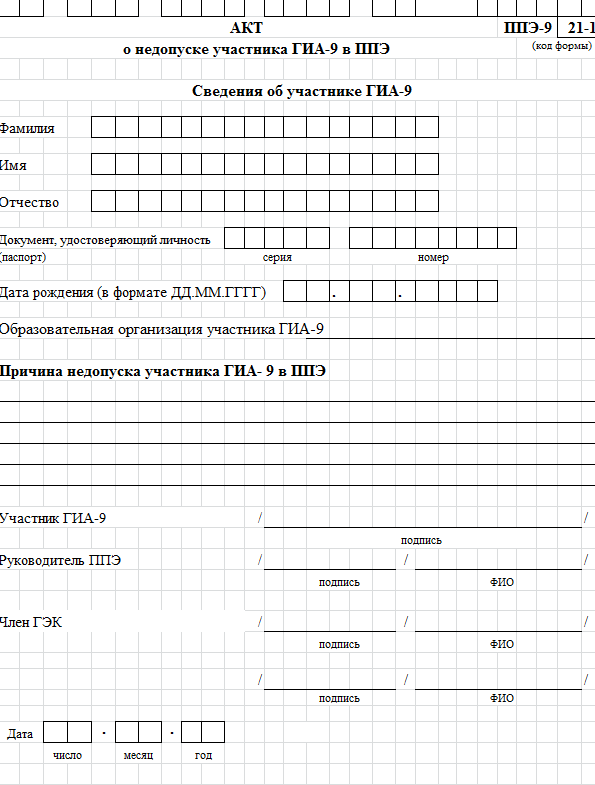 АКТ ППЭ-9 21-1
о недопуске участника ГИА-9 в ППЭ (код формы)
Сведения об участнике ГИА-9
Фамилия
Имя
Отчество
Документ, удостоверяющий личность
(паспорт) серия номер
Дата рождения (в формате ДД.ММ.ГГГГ) . .
Образовательная организация участника ГИА-9
Причина недопуска участника ГИА- 9 в ППЭ
Участник ГИА-9 / /
подпись
Руководитель ППЭ / / /
подпись ФИО
Член ГЭК / / /
подпись ФИО
/ / /
подпись ФИО
Дата . .
число месяц год